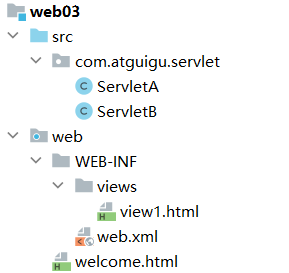 web03
src
com.atguigu.servlet
ServletA
ServletB
web
WEB-INF
views
view1.html
web.xml
welcome.html